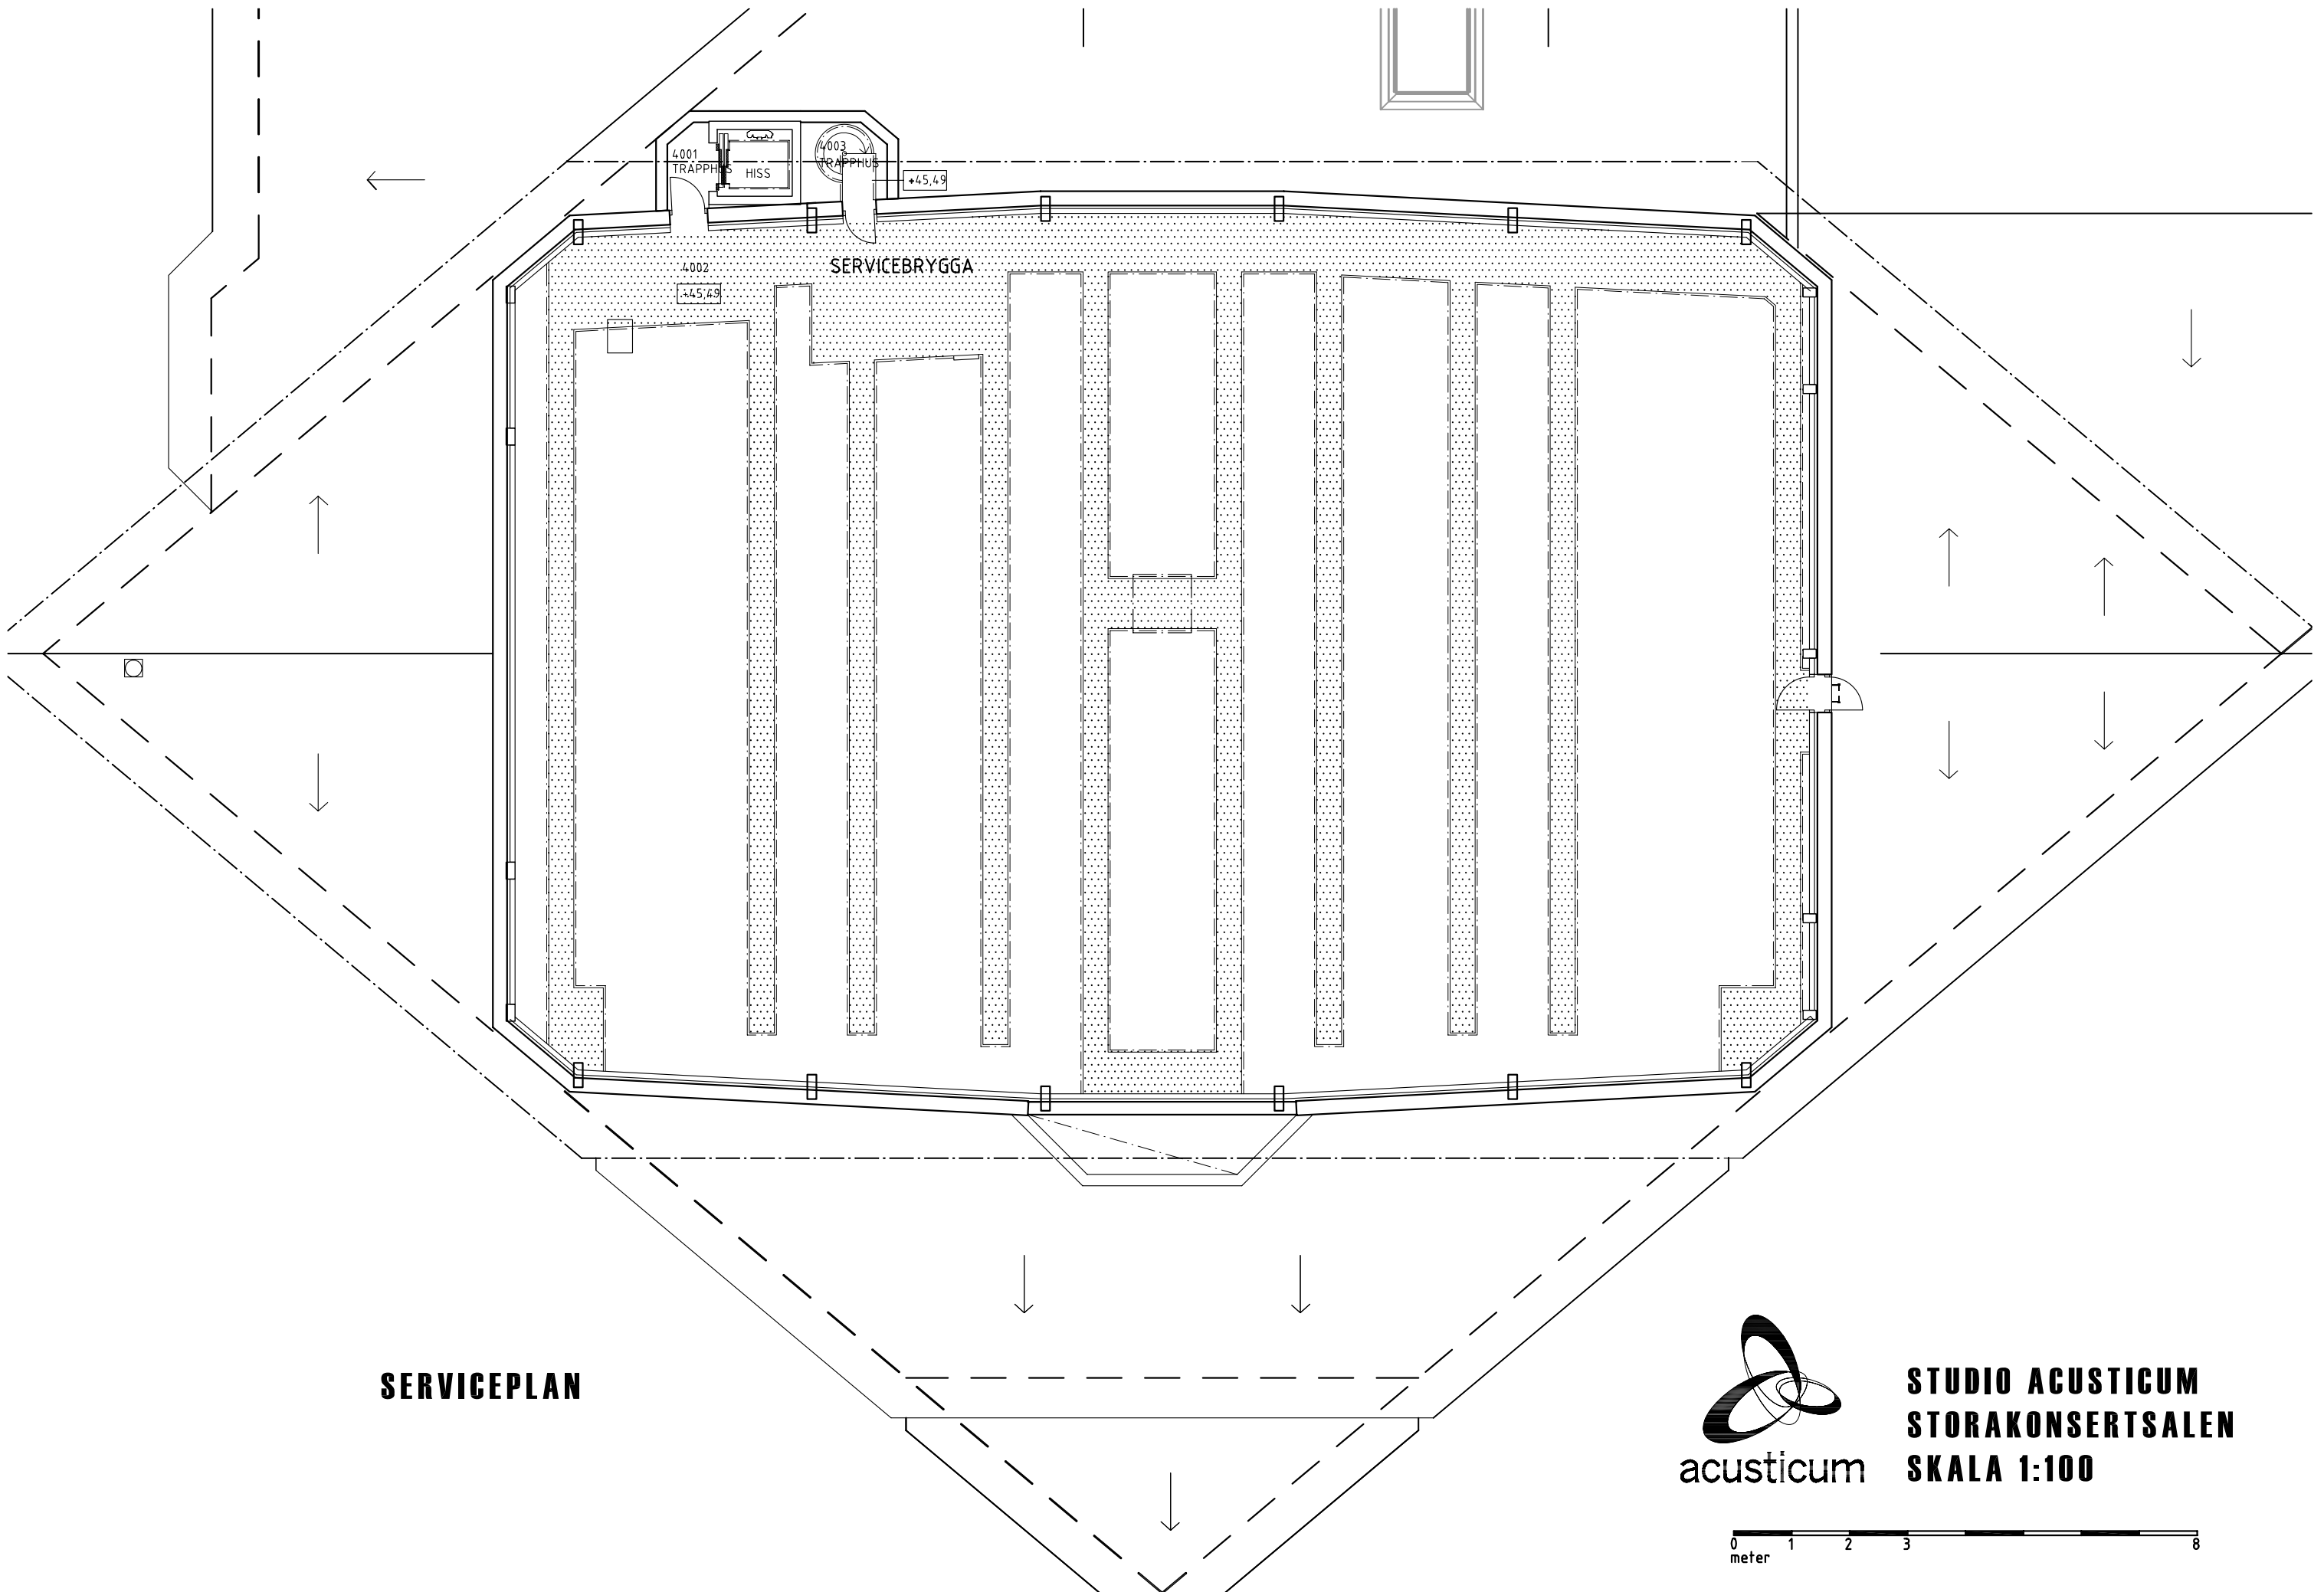 4001
TRAPPHUS
HISS
4003
TRAPPHUS
+45,49
4002
SERVICEBRYGGA
+45,49
SERVICEPLAN
acusticum
STUDIO ACUSTICUM
STORAKONSERTSALEN
SKALA 1:100
0 1 2 3 8
meter